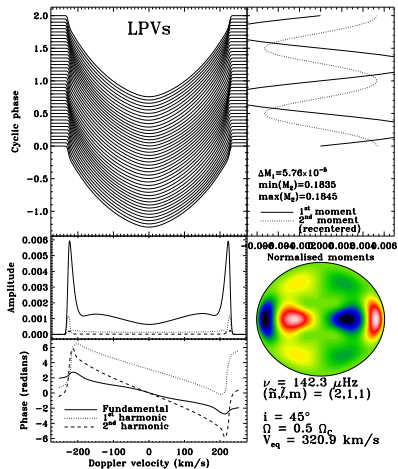 LPVs
Cyclic phase
2.0
1.5
1.0
0.5
0.0
−0.5
−1.0
ΔM₁=5.76×10⁻⁶
min(M₂)=0.1835
max(M₂)=0.1845
1ˢᵗ moment
2ⁿᵈ moment
(recentered)
0.0040.006
Normalised moments
Amplitude
0.006
0.005
0.004
0.003
0.002
0.001
0.000
Phase (radians)
6
4
2
0
−2
−4
−6
Fundamental
1ˢᵗ harmonic
2ⁿᵈ harmonic
−200 −100 0 100 200
Doppler velocity (km/s)
ν = 142.3 μHz
(ñ,l̃,m) = (2,1,1)
i = 45°
Ω = 0.5 Ω_C
V_eq = 320.9 km/s